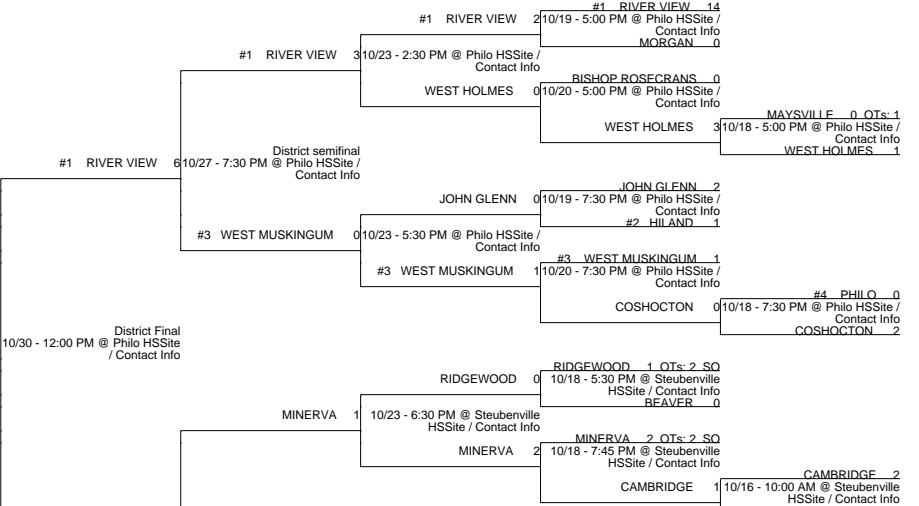 #1 RIVER VIEW 14
#1 RIVER VIEW 2 10/19 - 5:00 PM @ Philo HSSite /
Contact Info
MORGAN 0
#1 RIVER VIEW 3 10/23 - 2:30 PM @ Philo HSSite /
Contact Info
BISHOP ROSECRANS 0
WEST HOLMES 0 10/20 - 5:00 PM @ Philo HSSite /
Contact Info
MAYSVILLE 0 OTs: 1
WEST HOLMES 3 10/18 - 5:00 PM @ Philo HSSite /
Contact Info
WEST HOLMES 1
District semifinal
#1 RIVER VIEW 6 10/27 - 7:30 PM @ Philo HSSite /
Contact Info
JOHN GLENN 2
JOHN GLENN 0 10/19 - 7:30 PM @ Philo HSSite /
Contact Info
#2 HILAND 1
#3 WEST MUSKINGUM 0 10/23 - 5:30 PM @ Philo HSSite /
Contact Info
#3 WEST MUSKINGUM 1
#3 WEST MUSKINGUM 1 10/20 - 7:30 PM @ Philo HSSite /
Contact Info
#4 PHILO 0
COSHOCTON 0 10/18 - 7:30 PM @ Philo HSSite /
Contact Info
COSHOCTON 2
District Final
10/30 - 12:00 PM @ Philo HSSite
/ Contact Info
RIDGEWOOD 1 OTs: 2 SO
RIDGEWOOD 0 10/18 - 5:30 PM @ Steubenville
HSSite / Contact Info
BEAVER 0
MINERVA 1 10/23 - 6:30 PM @ Steubenville
HSSite / Contact Info
MINERVA 2 OTs: 2 SO
MINERVA 2 10/18 - 7:45 PM @ Steubenville
HSSite / Contact Info
CAMBRIDGE 2
CAMBRIDGE 1 10/16 - 10:00 AM @ Steubenville
HSSite / Contact Info